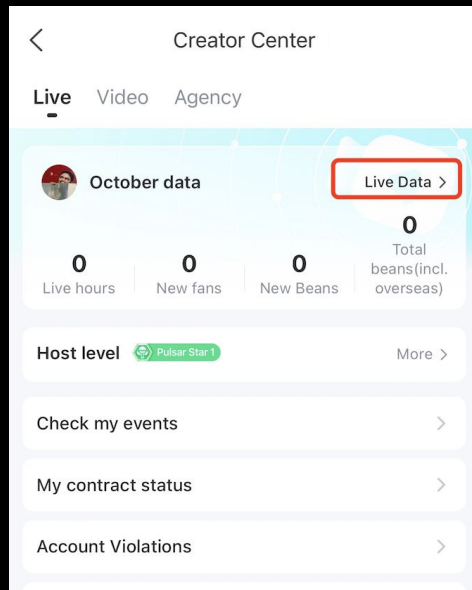 Creator Center
Live Video Agency
October data
Live Data >
0
Live hours
0
New fans
0
New Beans
0
Total
beans(incl.
overseas)
Host level Pulsar Star 1 More >
Check my events >
My contract status >
Account Violations >